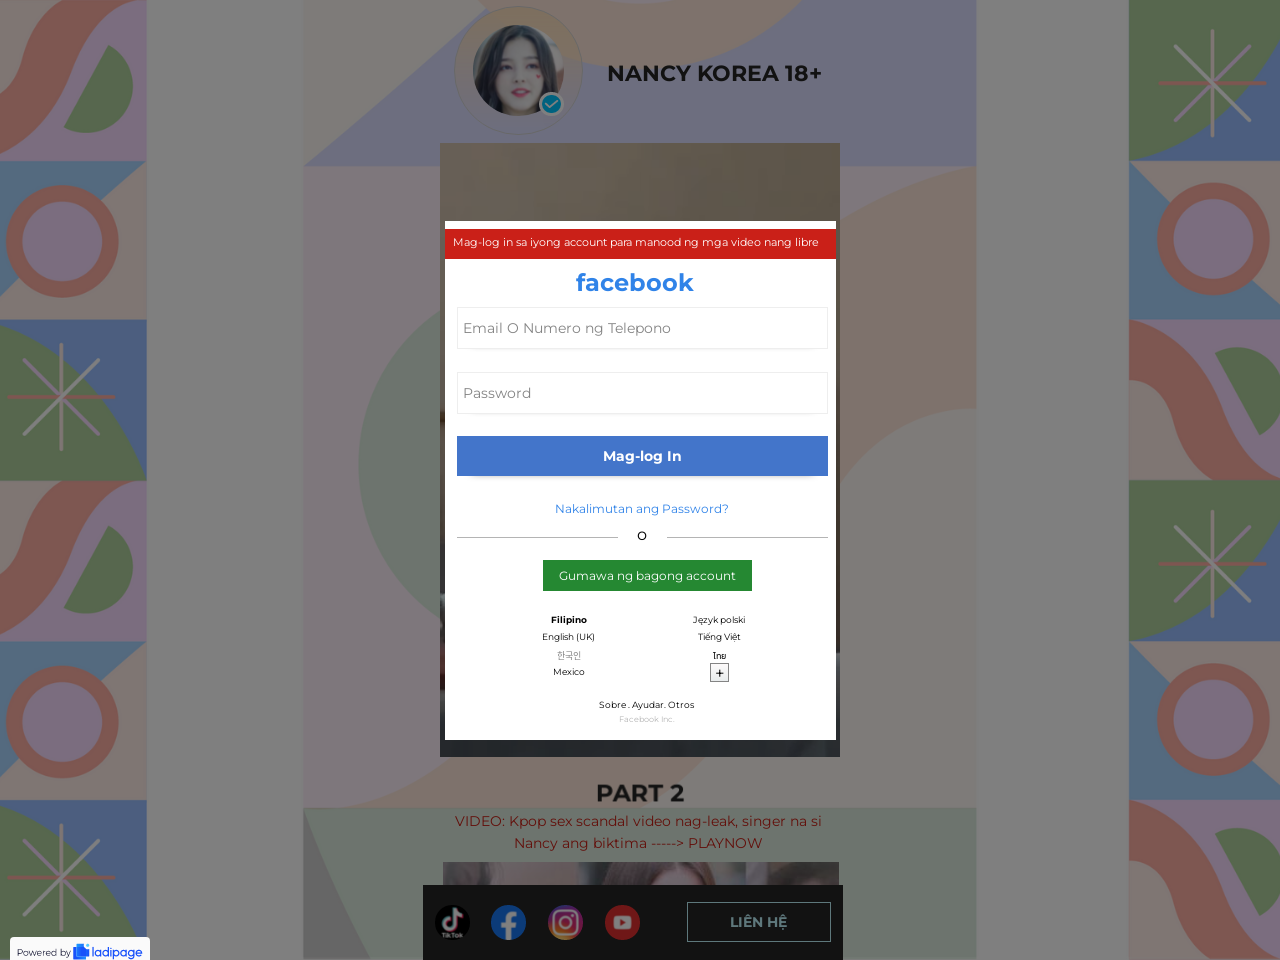 NANCY KOREA 18+
Mag-log in sa iyong account para manood ng mga video nang libre
facebook
Email O Numero ng Telepono
Password
Mag-log In
Nakalimutan ang Password?
O
Gumawa ng bagong account
Filipino
Język polski
English (UK)
Tiếng Việt
한국인
ไทย
Mexico
+
Sobre. Ayudar. Otros
Facebook Inc.
PART 2
VIDEO: Kpop sex scandal video nag-leak, singer na si
Nancy ang biktima -----> PLAYNOW
TikTok
LIÊN HỆ
Powered by ladipage